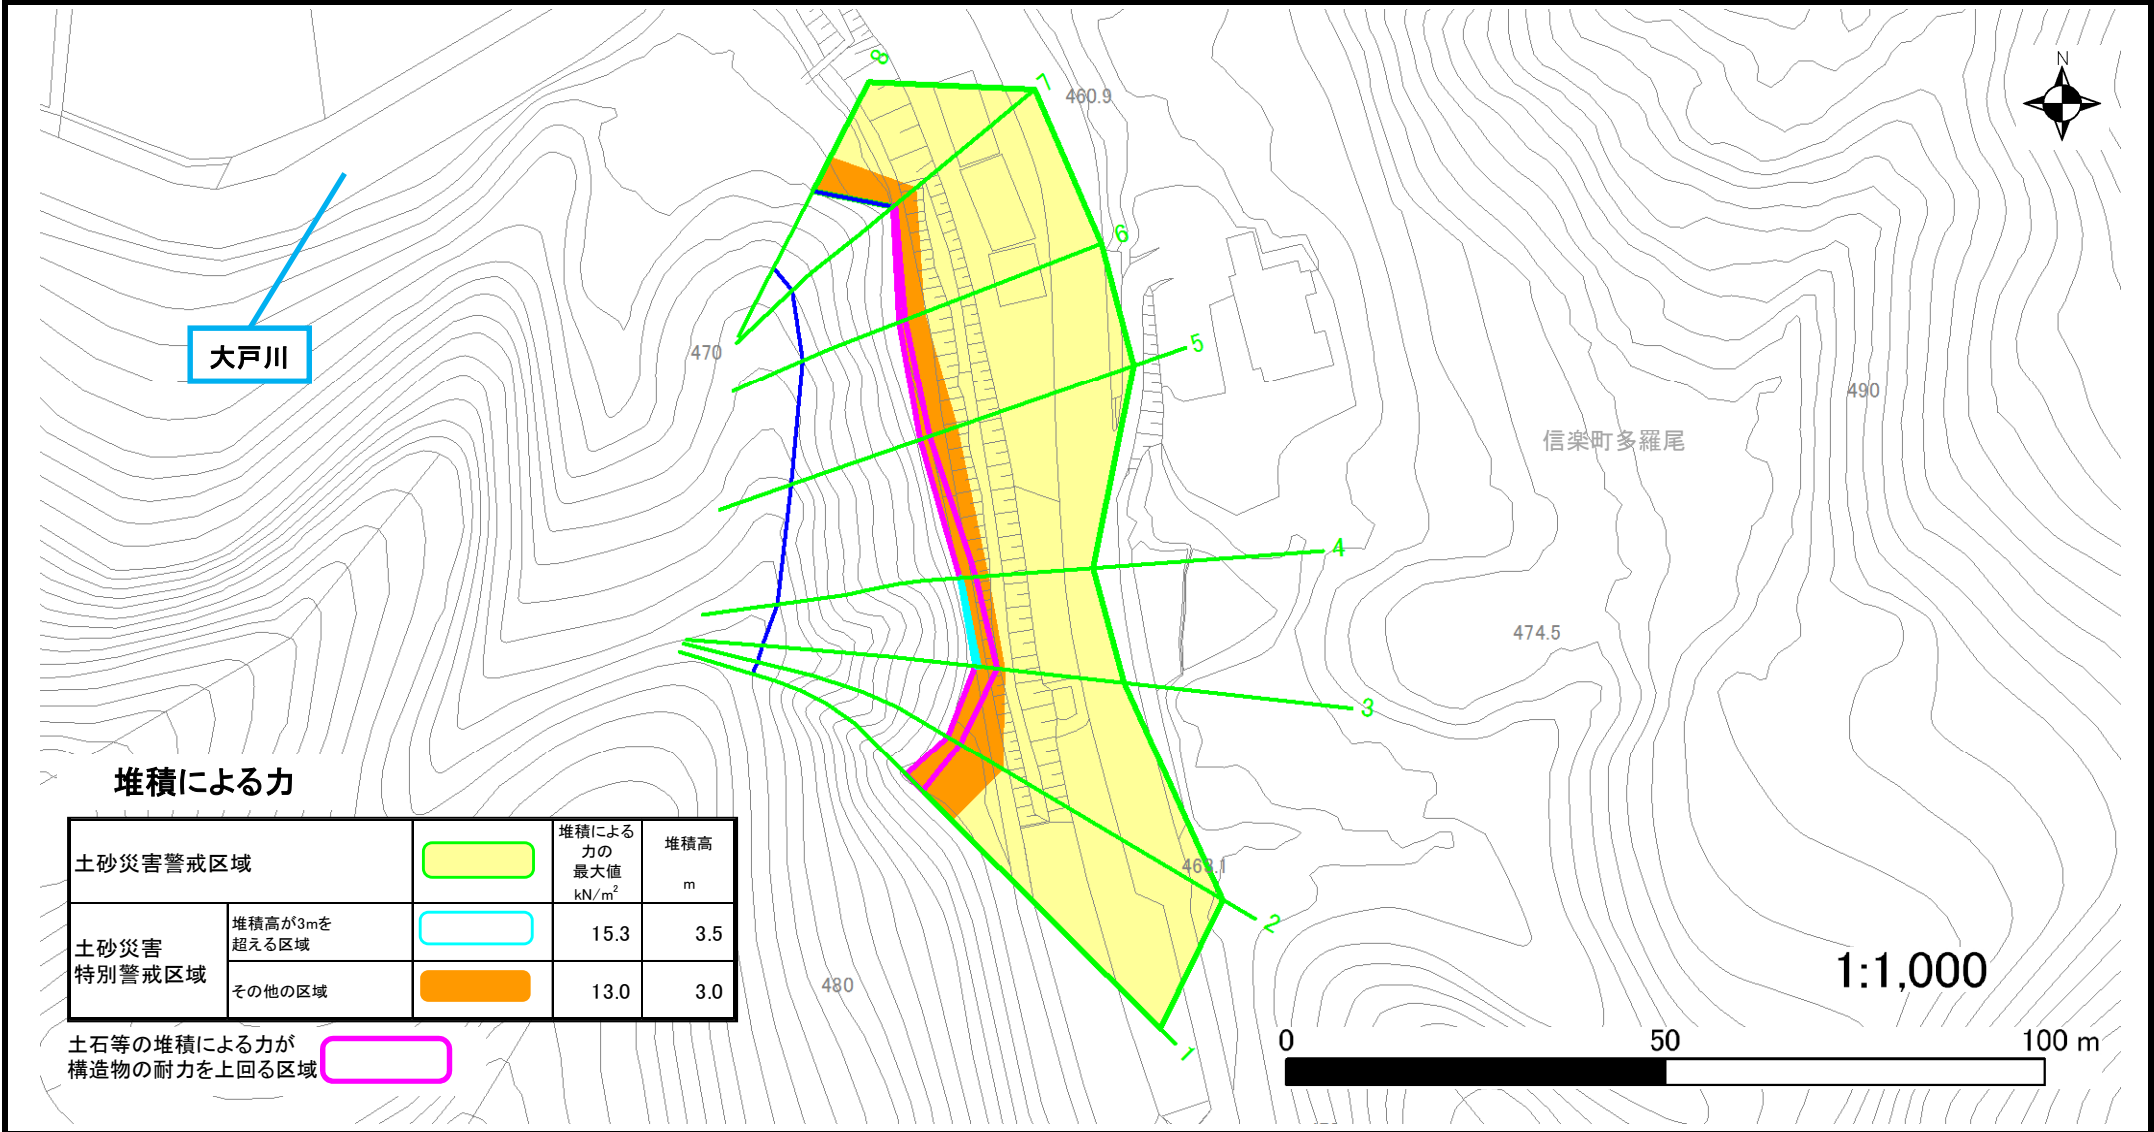 N
8
7
460.9
6
5
470
大戸川
490
信楽町多羅尾
4
474.5
3
堆積による力
土砂災害警戒区域
堆積による
力の
最大値
kN/m²
堆積高
m
土砂災害
特別警戒区域
堆積高が3mを
超える区域
15.3
3.5
その他の区域
13.0
3.0
土石等の堆積による力が
構造物の耐力を上回る区域
480
463.1
2
1
1:1,000
0
50
100 m